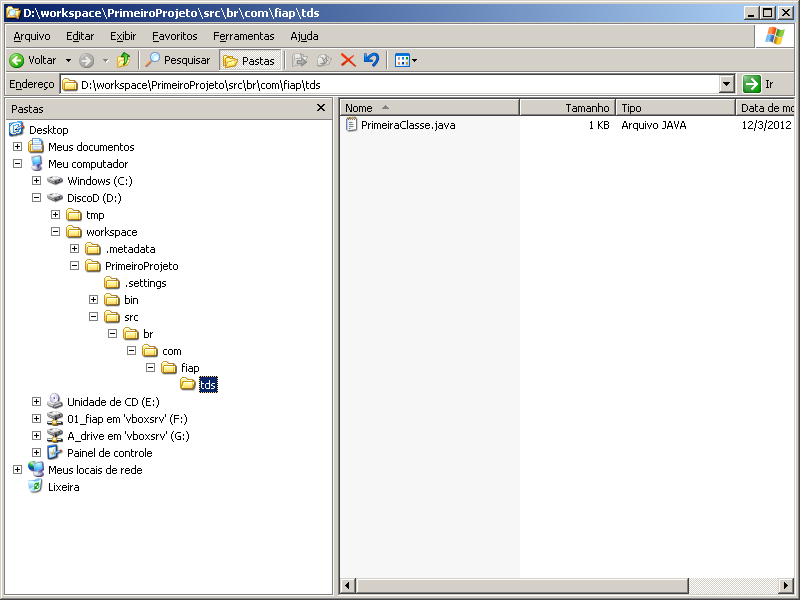 D:\workspace\PrimeiroProjeto\src\br\com\fiap\tds
Arquivo Editar Exibir Favoritos Ferramentas Ajuda
Voltar Pesquisar Pastas
Endereço D:\workspace\PrimeiroProjeto\src\br\com\fiap\tds Ir
Pastas
Desktop
Meus documentos
Meu computador
Windows (C:)
DiscoD (D:)
tmp
workspace
.metadata
PrimeiroProjeto
.settings
bin
src
br
com
fiap
tds
Unidade de CD (E:)
01_fiap em 'vboxsrv' (F:)
A_drive em 'vboxsrv' (G:)
Painel de controle
Meus locais de rede
Lixeira
Nome Tamanho Tipo Data de mo
PrimeiraClasse.java 1 KB Arquivo JAVA 12/3/2012